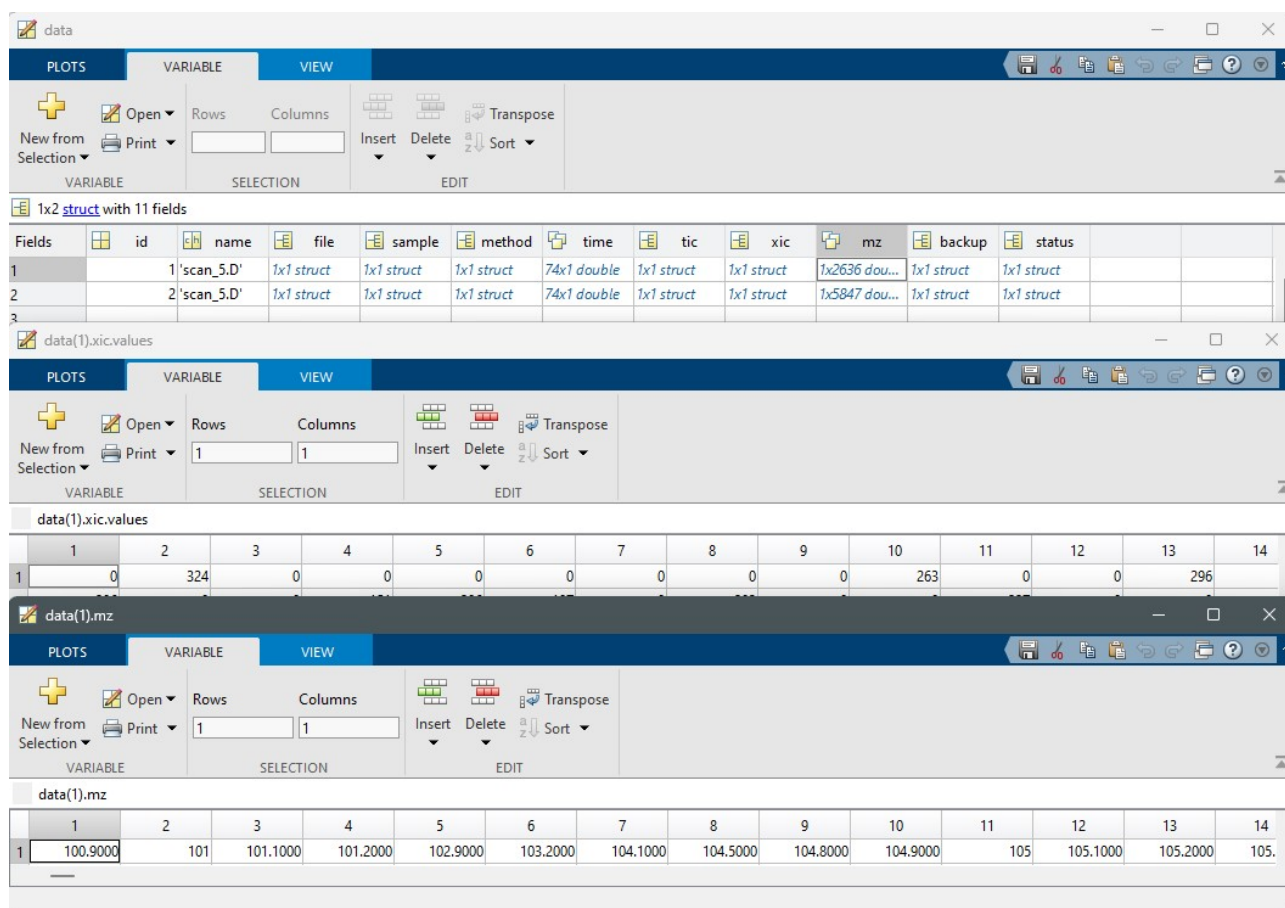 data
PLOTS VARIABLE VIEW
New from Selection Open Print Rows Columns Insert Delete Transpose Sort
VARIABLE SELECTION EDIT
1x2 struct with 11 fields
Fields id name file sample method time tic xic mz backup status
1 1 'scan_5.D' 1x1 struct 1x1 struct 1x1 struct 74x1 double 1x1 struct 1x1 struct 1x2636 dou... 1x1 struct 1x1 struct
2 2 'scan_5.D' 1x1 struct 1x1 struct 1x1 struct 74x1 double 1x1 struct 1x1 struct 1x5847 dou... 1x1 struct 1x1 struct
3
data(1).xic.values
PLOTS VARIABLE VIEW
New from Selection Open Print Rows 1 Columns 1 Insert Delete Transpose Sort
VARIABLE SELECTION EDIT
data(1).xic.values
1 2 3 4 5 6 7 8 9 10 11 12 13 14
1 0 324 0 0 0 0 0 0 0 263 0 0 296
data(1).mz
PLOTS VARIABLE VIEW
New from Selection Open Print Rows 1 Columns 1 Insert Delete Transpose Sort
VARIABLE SELECTION EDIT
data(1).mz
1 2 3 4 5 6 7 8 9 10 11 12 13 14
1 100.9000 101 101.1000 101.2000 102.9000 103.2000 104.1000 104.5000 104.8000 104.9000 105 105.1000 105.2000 105.